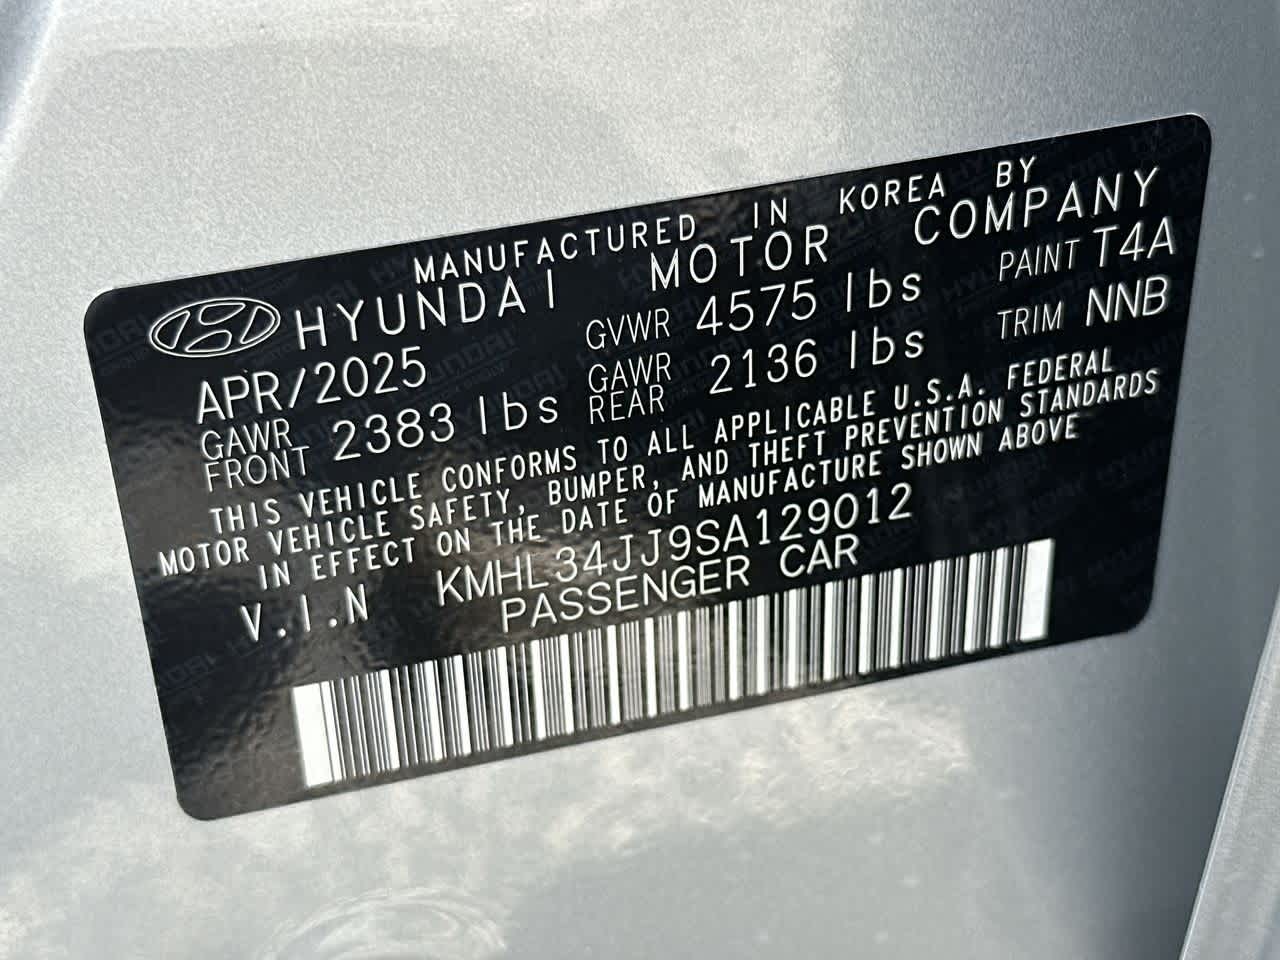 MANUFACTURED IN KOREA BY
HYUNDAI MOTOR COMPANY
APR/2025 GVWR 4575 lbs PAINT T4A
GAWR FRONT 2383 lbs GAWR REAR 2136 lbs TRIM NNB
THIS VEHICLE CONFORMS TO ALL APPLICABLE U.S.A. FEDERAL
MOTOR VEHICLE SAFETY, BUMPER, AND THEFT PREVENTION STANDARDS
IN EFFECT ON THE DATE OF MANUFACTURE SHOWN ABOVE
V.I.N KMHL34JJ9SA129012
PASSENGER CAR